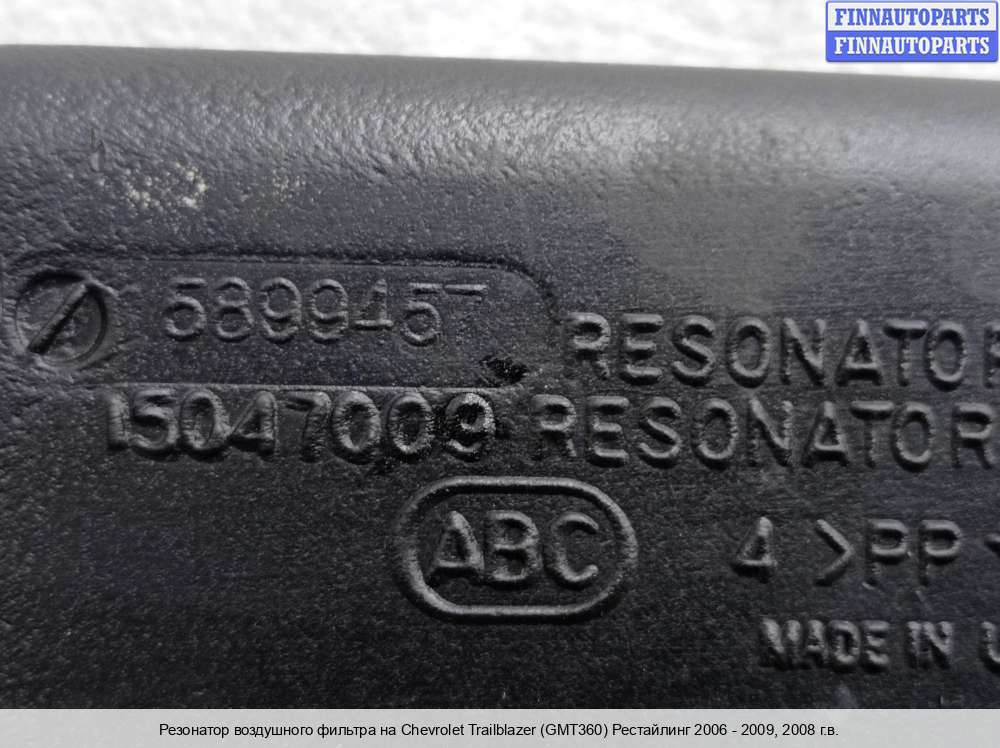 FINNAUTOPARTS
FINNAUTOPARTS
5899457 RESONATOR
15047009 RESONATOR
ABC
4 >PP
MADE IN
Резонатор воздушного фильтра на Chevrolet Trailblazer (GMT360) Рестайлинг 2006 - 2009, 2008 г.в.